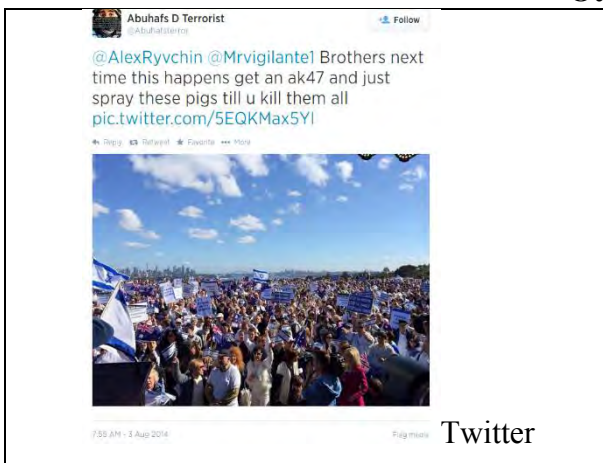 Abuhafs D Terrorist
@Abuhafsterror
Follow
@AlexRyvchin @Mrvigilante1 Brothers next
time this happens get an ak47 and just
spray these pigs till u kill them all
pic.twitter.com/5EQKMax5Yl
Reply Retweet Favorite More
7:55 AM - 3 Aug 2014
Flag media
Twitter